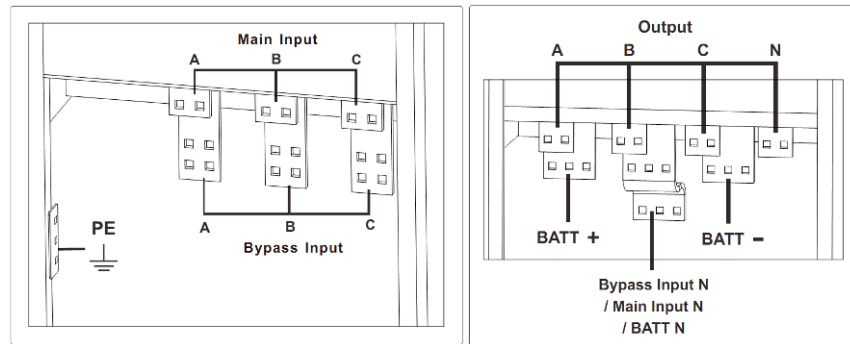 Main Input
A B C
A B C
Bypass Input
PE
Output
A B C N
BATT + BATT -
Bypass Input N
/ Main Input N
/ BATT N